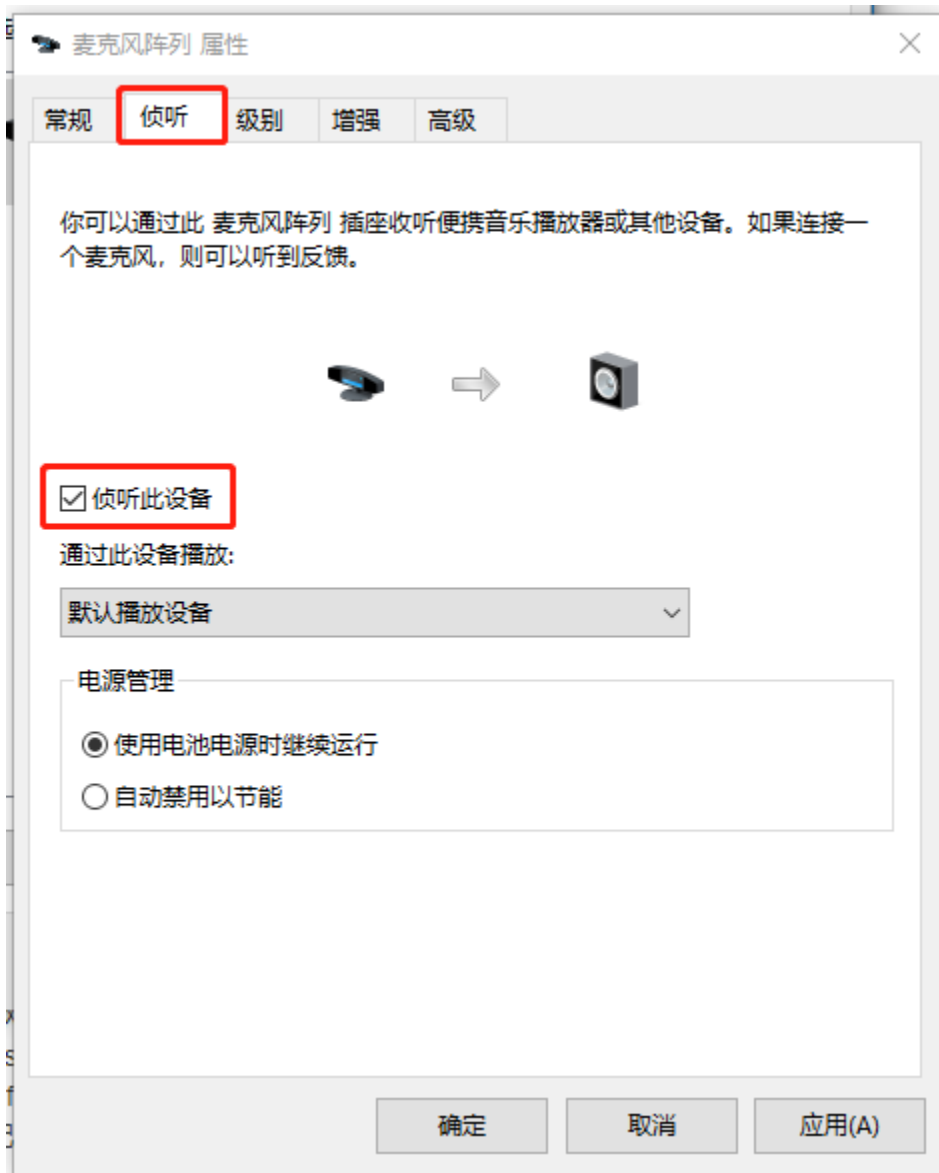 麦克风阵列 属性
常规 侦听 级别 增强 高级
你可以通过此 麦克风阵列 插座收听便携音乐播放器或其他设备。如果连接一
个麦克风，则可以听到反馈。
侦听此设备
通过此设备播放:
默认播放设备
电源管理
使用电池电源时继续运行
自动禁用以节能
确定 取消 应用(A)